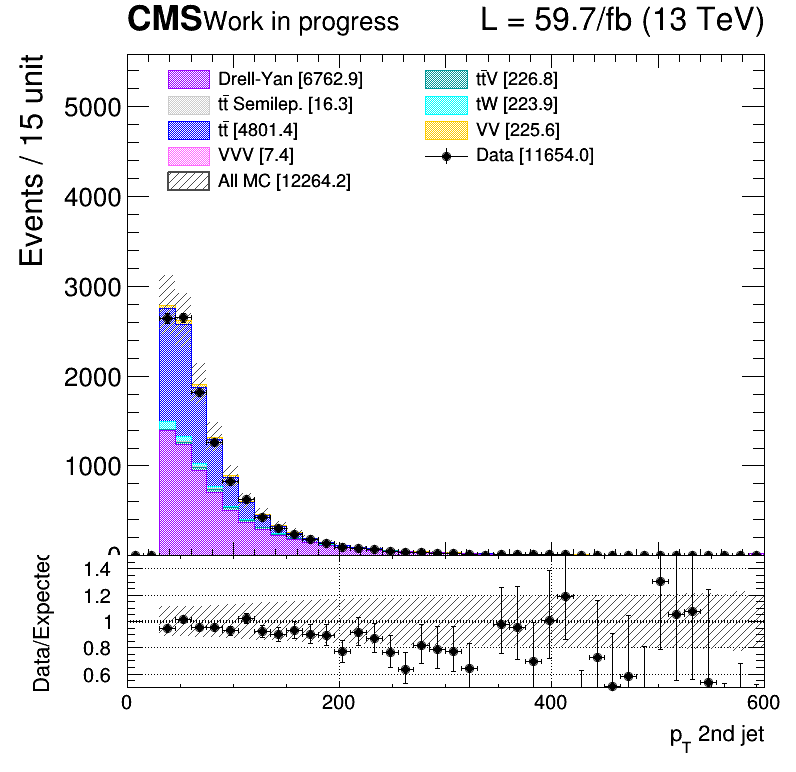 CMS Work in progress L = 59.7/fb (13 TeV)
Events / 15 unit
5000
4000
3000
2000
1000
0
Drell-Yan [6762.9]
tt̄ Semilep. [16.3]
tt̄ [4801.4]
VVV [7.4]
All MC [12264.2]
tt̄V [226.8]
tW [223.9]
VV [225.6]
Data [11654.0]
Data/Expected
1.4
1.2
1
0.8
0.6
0 200 400 600
p_T 2nd jet